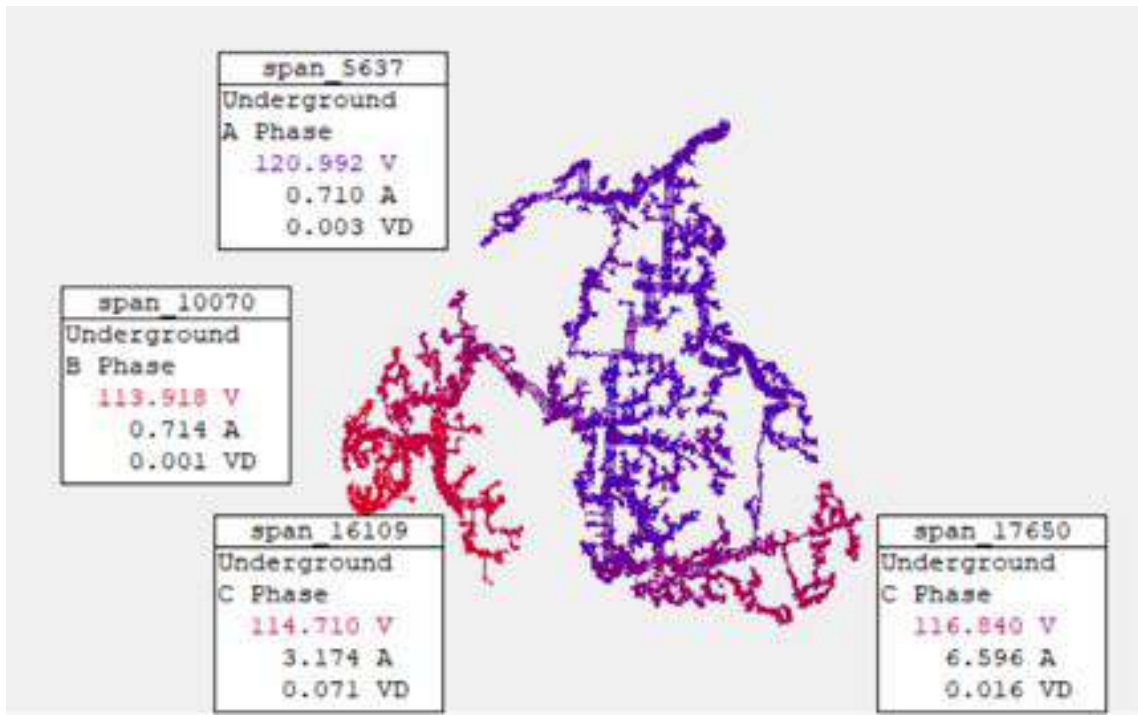 span_5637
Underground
A Phase
120.992 V
0.710 A
0.003 VD
span_10070
Underground
B Phase
113.918 V
0.714 A
0.001 VD
span_16109
Underground
C Phase
114.710 V
3.174 A
0.071 VD
span_17650
Underground
C Phase
116.840 V
6.596 A
0.016 VD